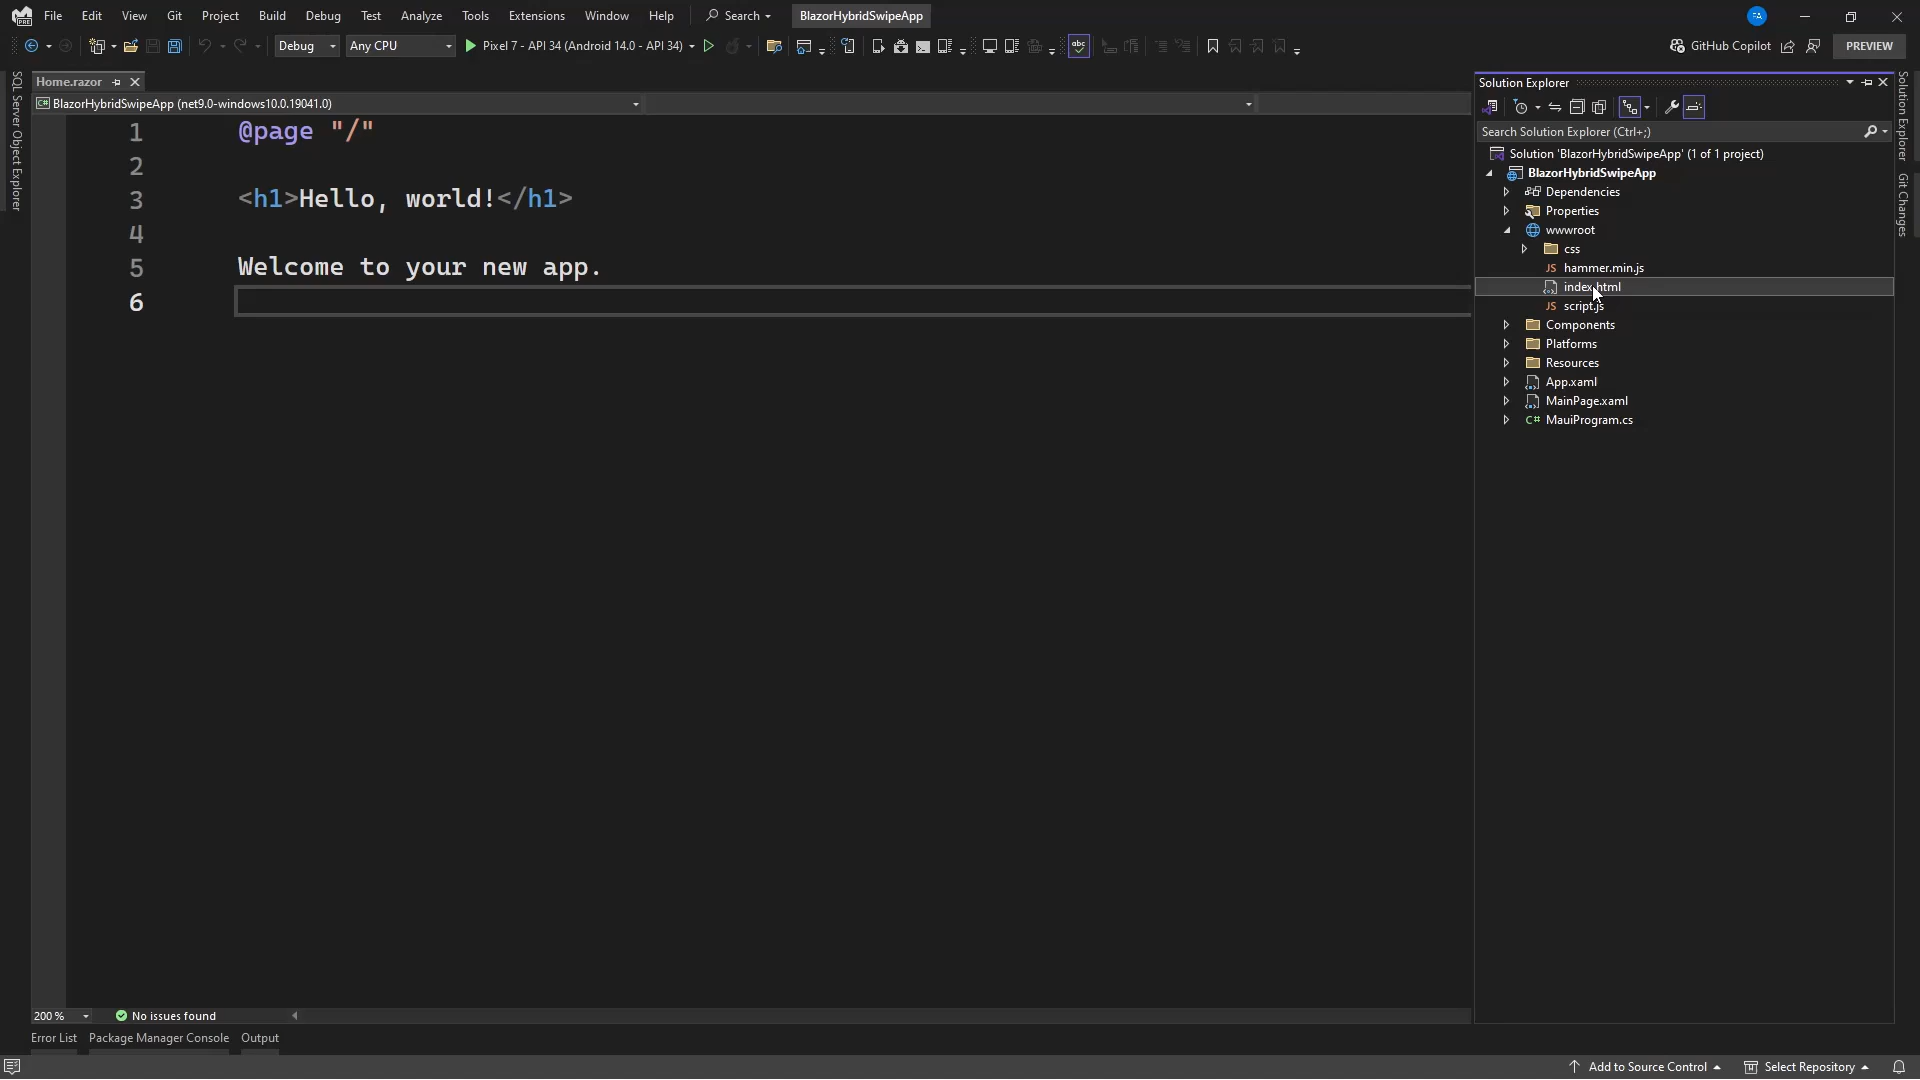 File Edit View Git Project Build Debug Test Analyze Tools Extensions Window Help Search BlazorHybridSwipeApp FA
Debug Any CPU Pixel 7 - API 34 (Android 14.0 - API 34) abc GitHub Copilot PREVIEW
SQL Server Object Explorer
Home.razor
BlazorHybridSwipeApp (net9.0-windows10.0.19041.0)
1 @page "/"
2
3 <h1>Hello, world!</h1>
4
5 Welcome to your new app.
6
200 % No issues found
Solution Explorer
Search Solution Explorer (Ctrl+;)
Solution 'BlazorHybridSwipeApp' (1 of 1 project)
BlazorHybridSwipeApp
Dependencies
Properties
wwwroot
css
JS hammer.min.js
index.html
JS script.js
Components
Platforms
Resources
App.xaml
MainPage.xaml
C# MauiProgram.cs
Solution Explorer
Git Changes
Error List Package Manager Console Output
Add to Source Control Select Repository